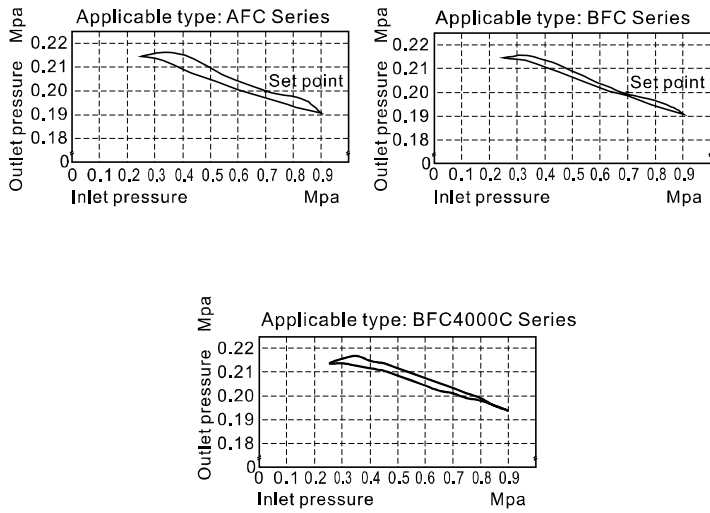 Applicable type: AFC Series
Outlet pressure Mpa
0.22
0.21
0.20
0.19
0.18
0
Set point
0 0.1 0.2 0.3 0.4 0.5 0.6 0.7 0.8 0.9
Inlet pressure Mpa
Applicable type: BFC Series
Outlet pressure Mpa
0.22
0.21
0.20
0.19
0.18
0
Set point
0 0.1 0.2 0.3 0.4 0.5 0.6 0.7 0.8 0.9
Inlet pressure Mpa
Applicable type: BFC4000C Series
Outlet pressure Mpa
0.22
0.21
0.20
0.19
0.18
0
0 0.1 0.2 0.3 0.4 0.5 0.6 0.7 0.8 0.9
Inlet pressure Mpa